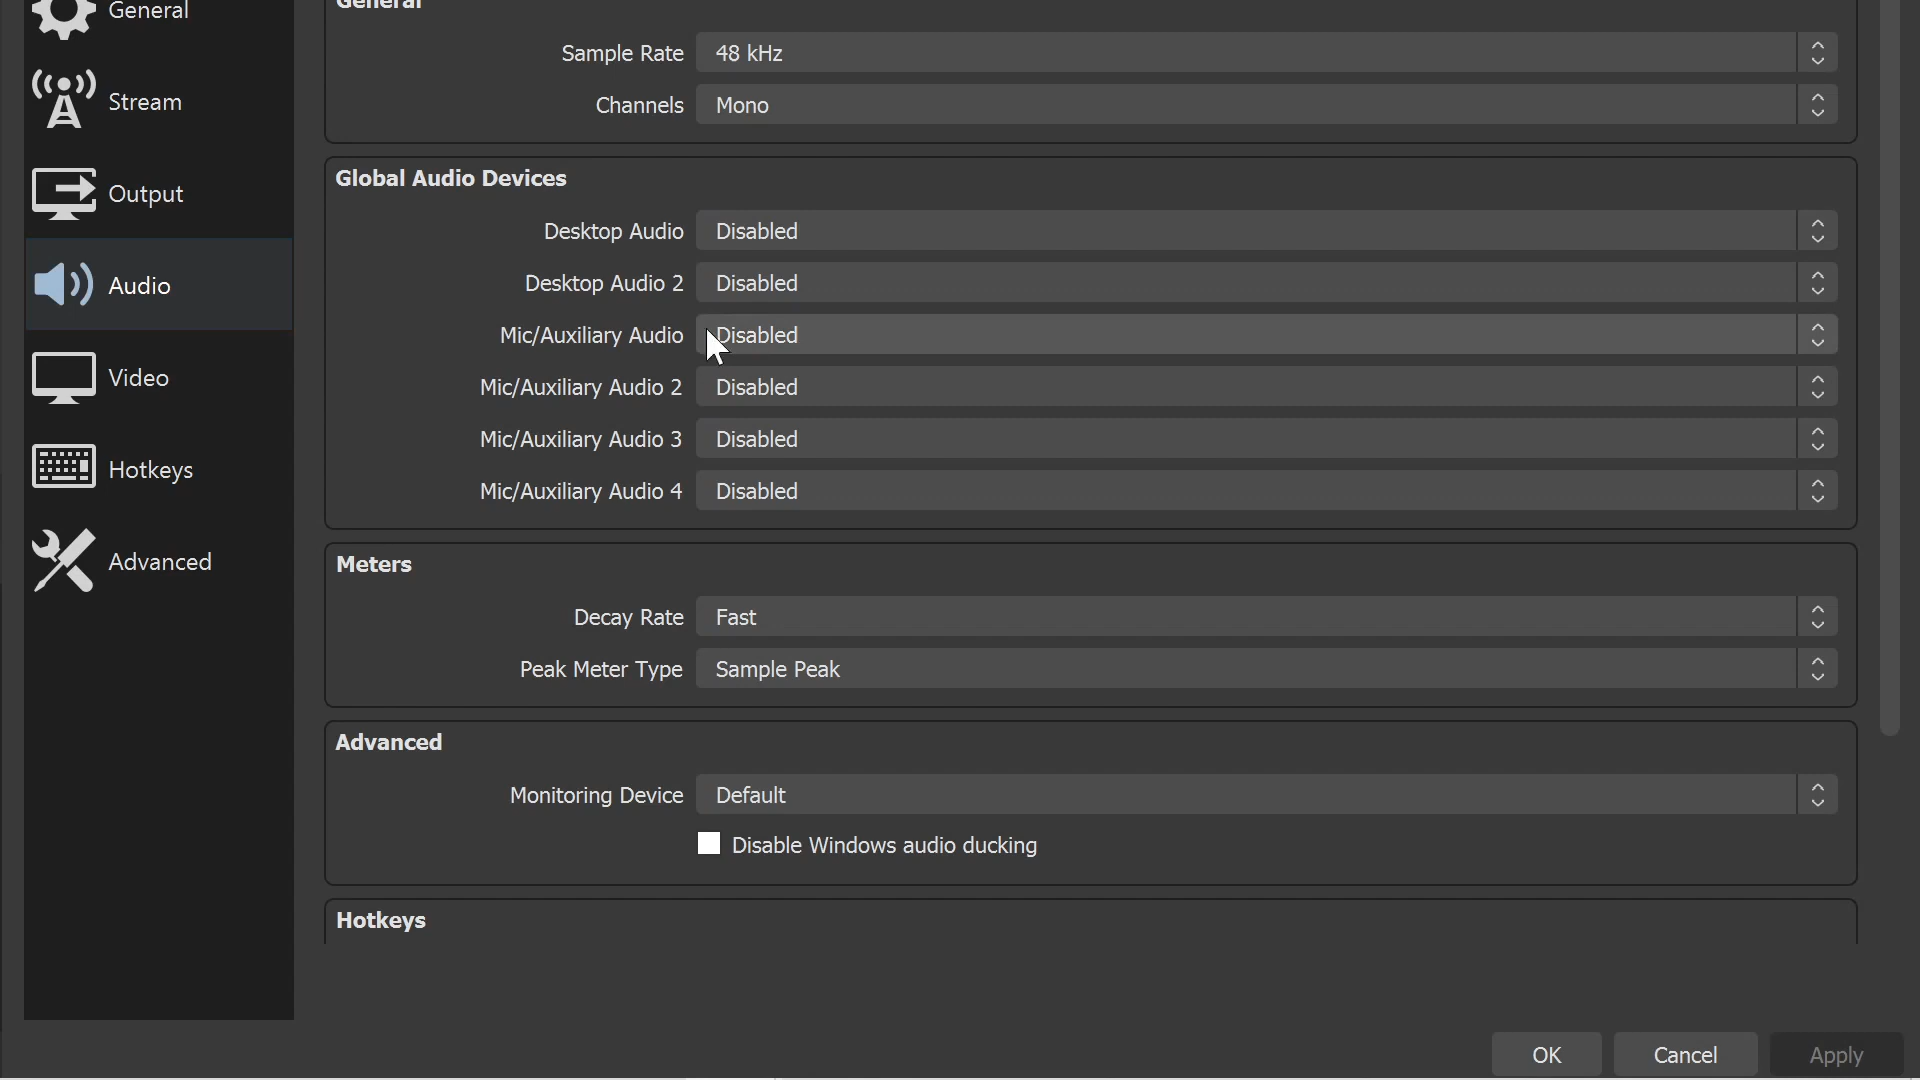 General
Stream
Output
Audio
Video
Hotkeys
Advanced
General
Sample Rate 48 kHz
Channels Mono
Global Audio Devices
Desktop Audio Disabled
Desktop Audio 2 Disabled
Mic/Auxiliary Audio Disabled
Mic/Auxiliary Audio 2 Disabled
Mic/Auxiliary Audio 3 Disabled
Mic/Auxiliary Audio 4 Disabled
Meters
Decay Rate Fast
Peak Meter Type Sample Peak
Advanced
Monitoring Device Default
Disable Windows audio ducking
Hotkeys
OK Cancel Apply